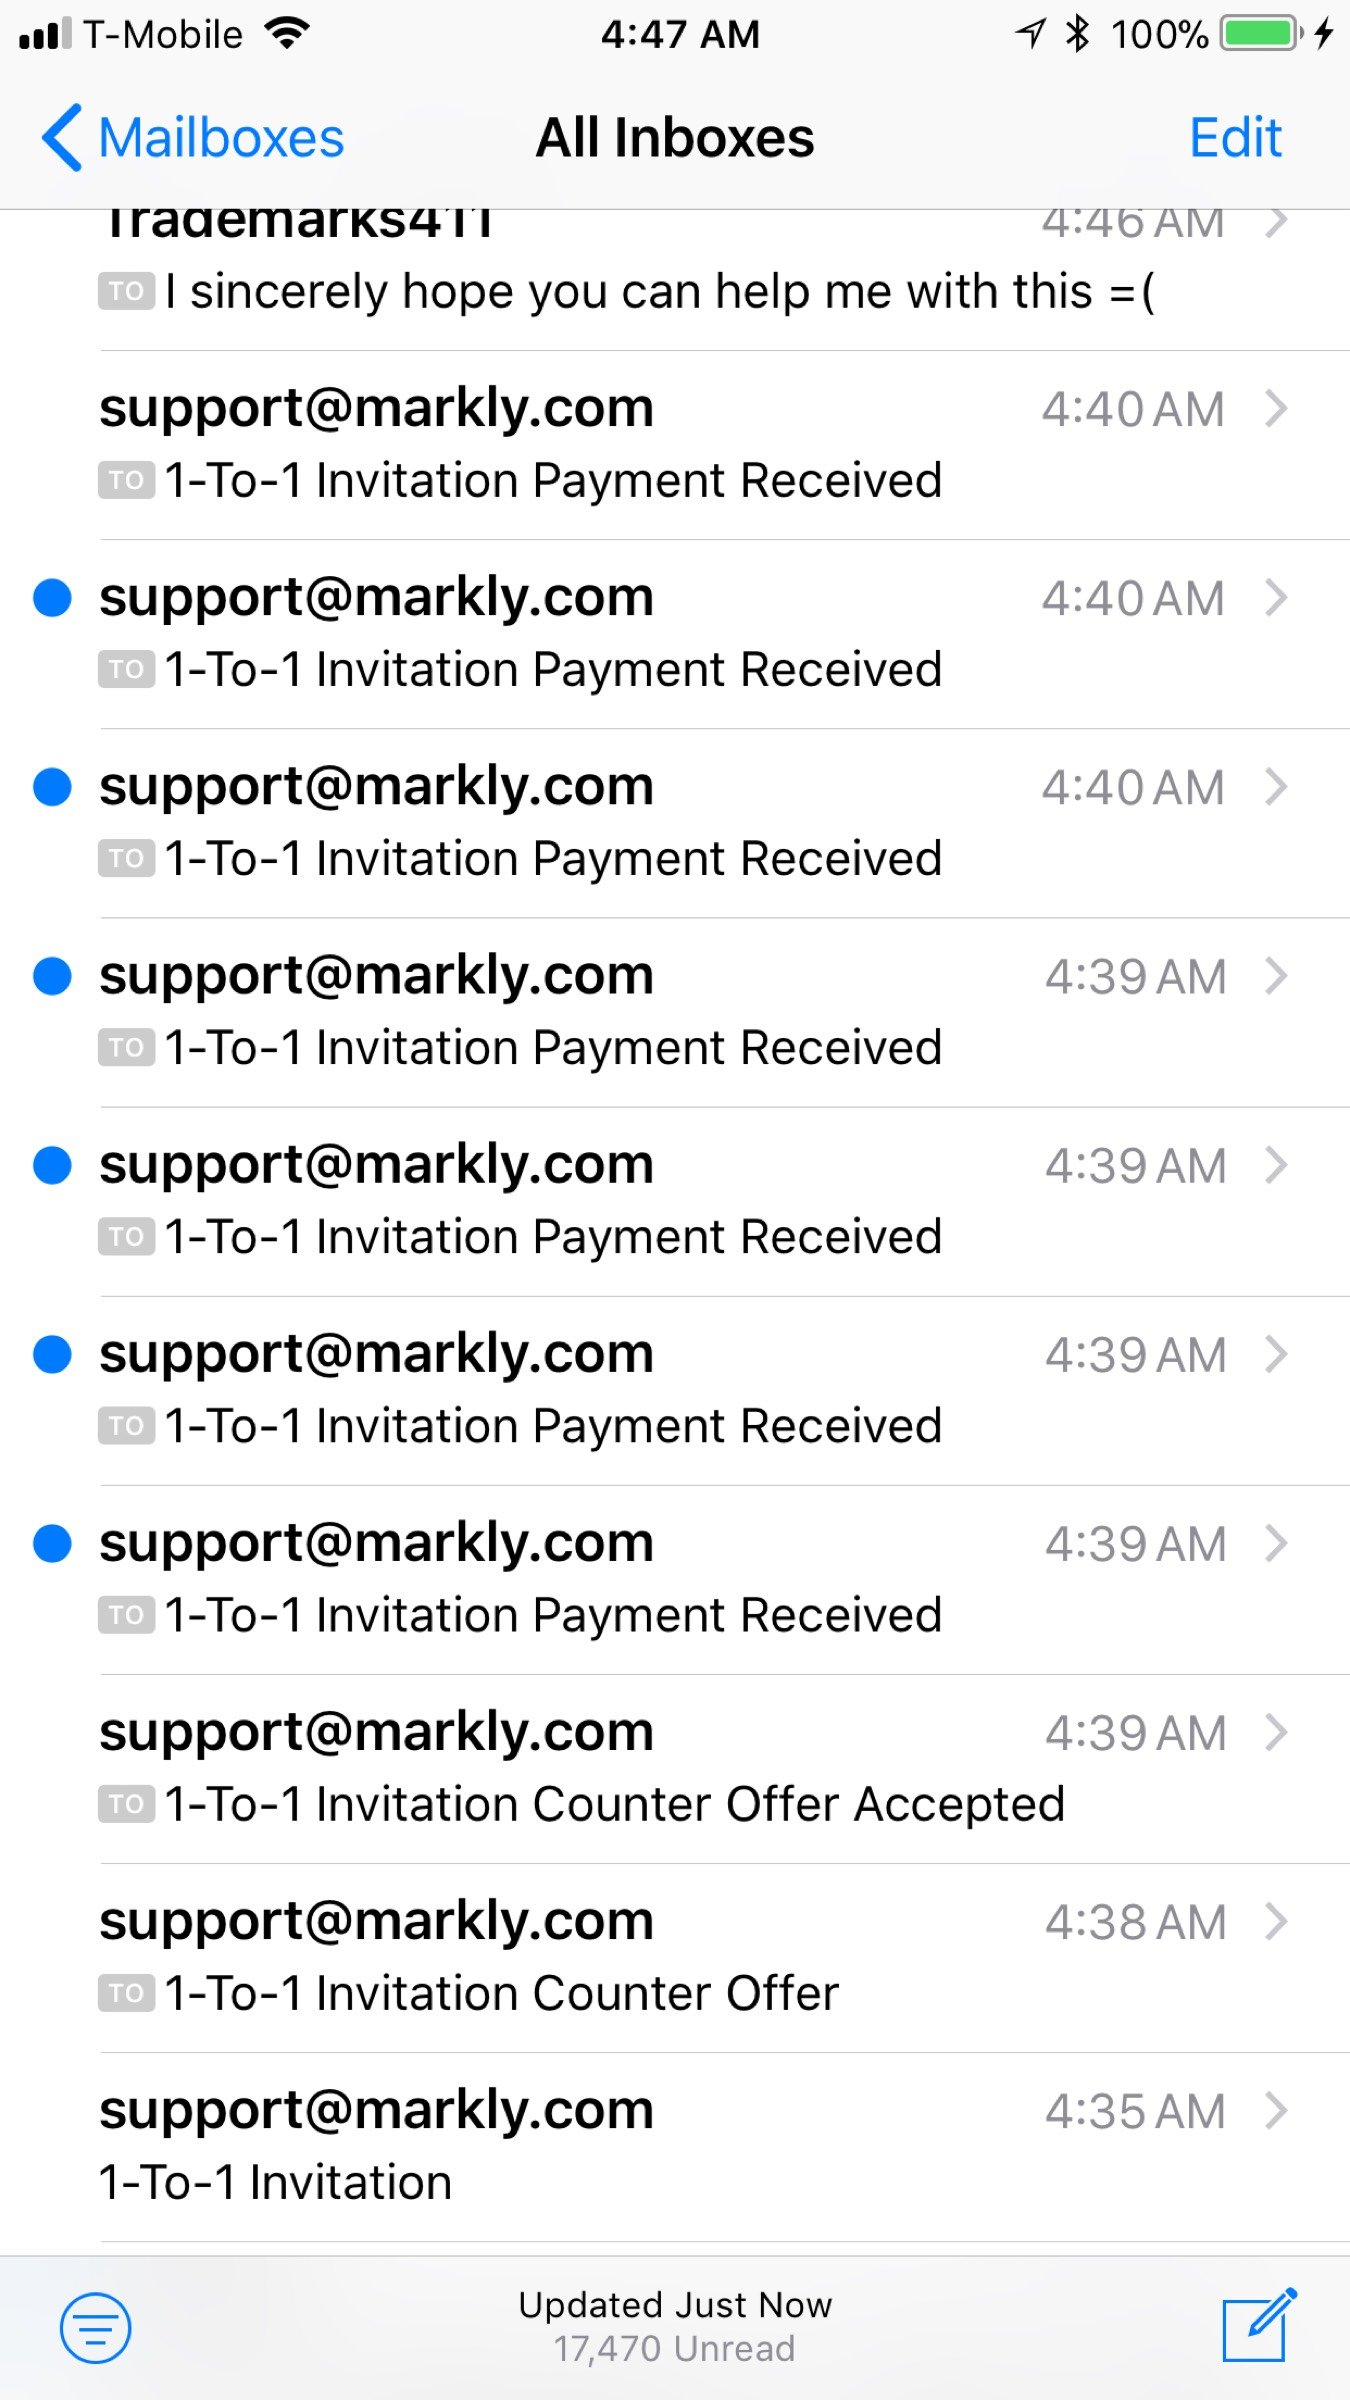 T-Mobile 4:47 AM 100%
Mailboxes All Inboxes Edit
Trademarks411 4:46 AM
TO I sincerely hope you can help me with this =(
support@markly.com 4:40 AM
TO 1-To-1 Invitation Payment Received
support@markly.com 4:40 AM
TO 1-To-1 Invitation Payment Received
support@markly.com 4:40 AM
TO 1-To-1 Invitation Payment Received
support@markly.com 4:39 AM
TO 1-To-1 Invitation Payment Received
support@markly.com 4:39 AM
TO 1-To-1 Invitation Payment Received
support@markly.com 4:39 AM
TO 1-To-1 Invitation Payment Received
support@markly.com 4:39 AM
TO 1-To-1 Invitation Payment Received
support@markly.com 4:39 AM
TO 1-To-1 Invitation Counter Offer Accepted
support@markly.com 4:38 AM
TO 1-To-1 Invitation Counter Offer
support@markly.com 4:35 AM
1-To-1 Invitation
Updated Just Now
17,470 Unread